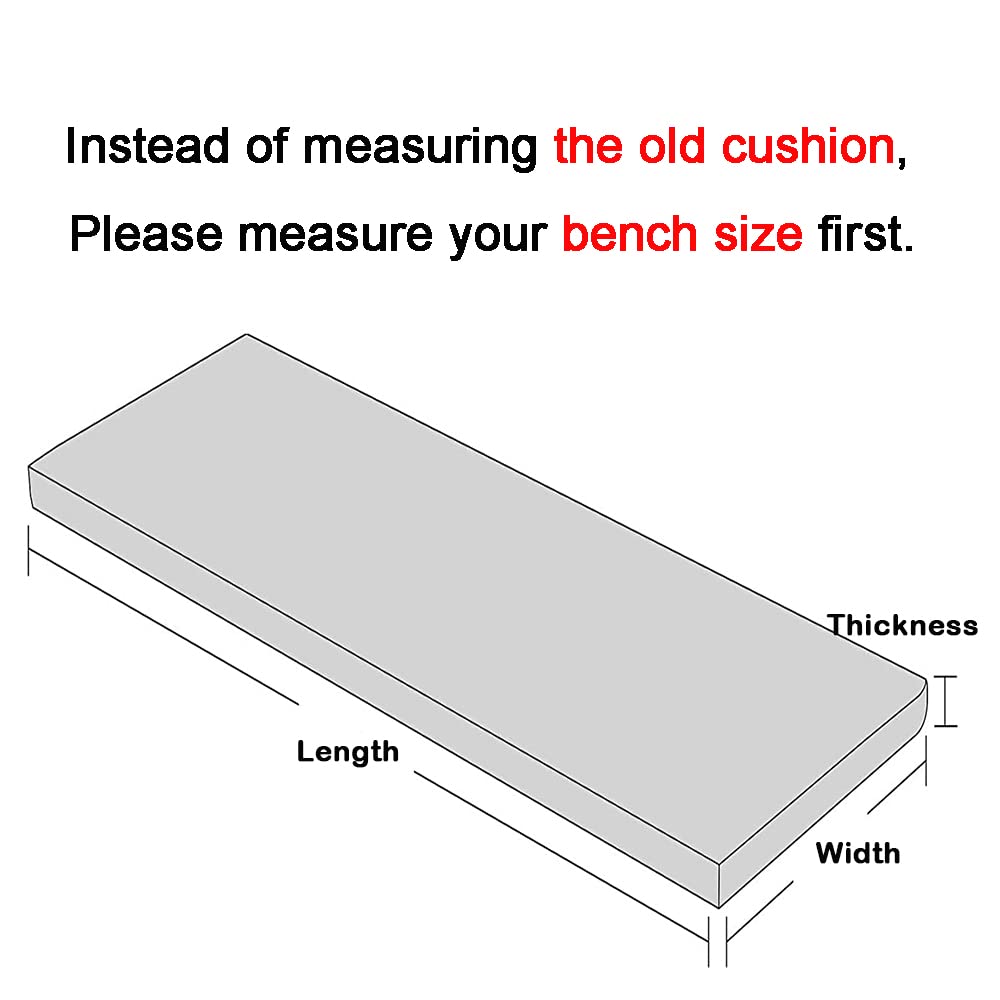 Instead of measuring the old cushion,
Please measure your bench size first.
Thickness
Length
Width